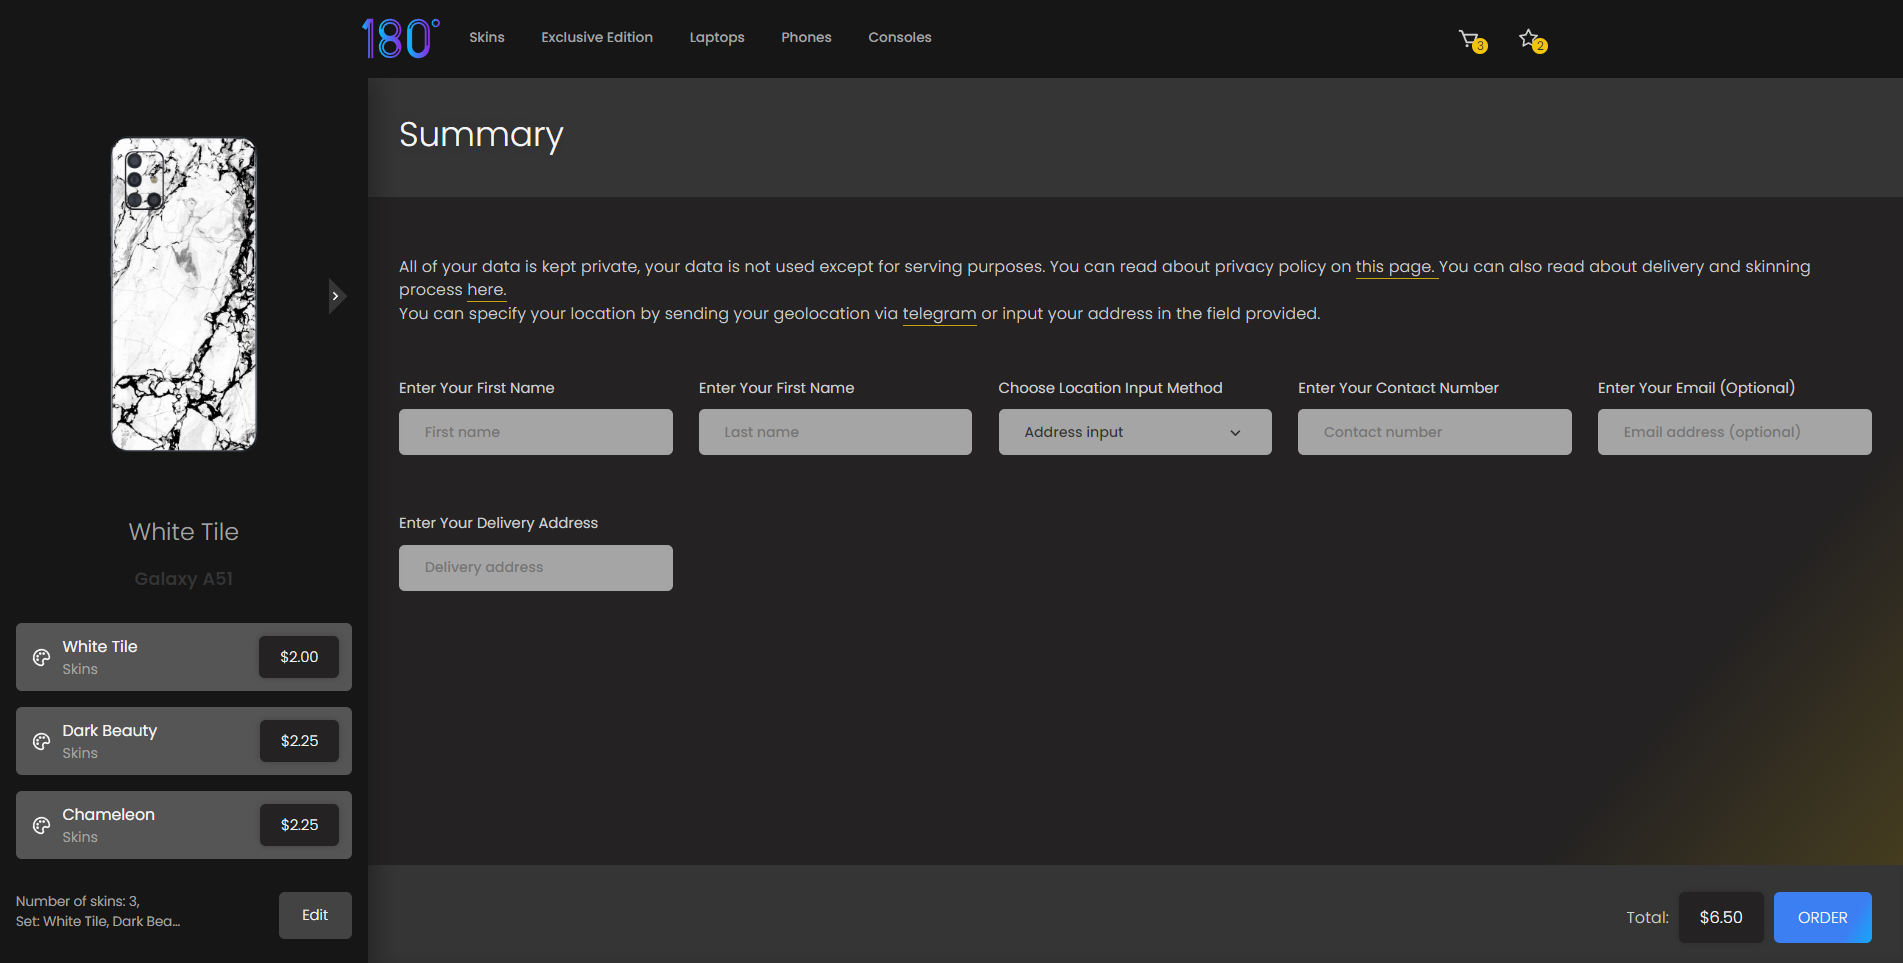 180°
Skins
Exclusive Edition
Laptops
Phones
Consoles
3
2
Summary
All of your data is kept private, your data is not used except for serving purposes. You can read about privacy policy on this page. You can also read about delivery and skinning
process here.
You can specify your location by sending your geolocation via telegram or input your address in the field provided.
Enter Your First Name
First name
Enter Your First Name
Last name
Choose Location Input Method
Address input
Enter Your Contact Number
Contact number
Enter Your Email (Optional)
Email address (optional)
Enter Your Delivery Address
Delivery address
White Tile
Galaxy A51
White Tile
Skins
$2.00
Dark Beauty
Skins
$2.25
Chameleon
Skins
$2.25
Number of skins: 3,
Set: White Tile, Dark Bea...
Edit
Total:
$6.50
ORDER